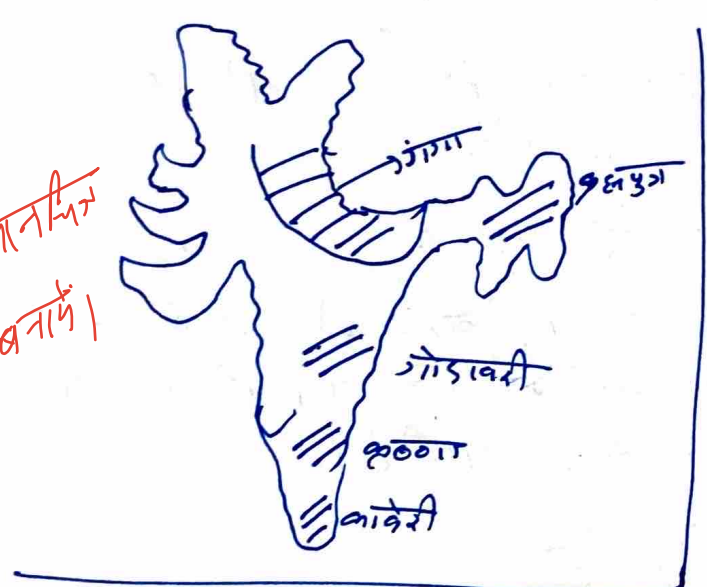 गंगा
ब्रह्मपुत्र
मानचित्र
बनायें।
गोदावरी
कृष्णा
कावेरी